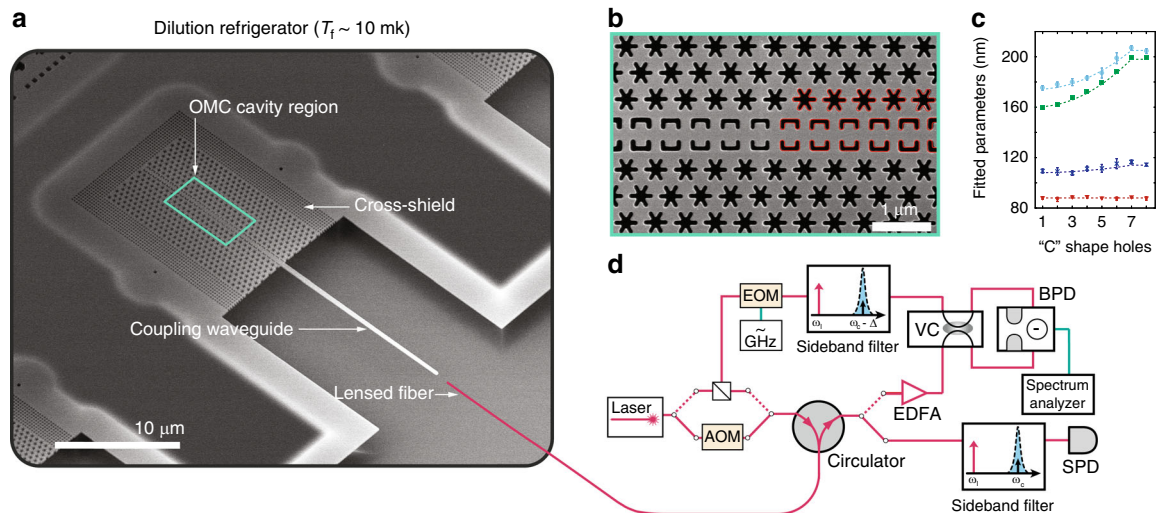 a
Dilution refrigerator (Tf ~ 10 mk)
OMC cavity region
Cross-shield
Coupling waveguide
Lensed fiber
10 μm
b
1 μm
c
Fitted parameters (nm)
200
160
120
80
1 3 5 7
"C" shape holes
d
EOM
~
GHz
ωl
ωc - Δ
Sideband filter
VC
BPD
−
Spectrum
analyzer
Laser
AOM
Circulator
EDFA
ωl
ωc
Sideband filter
SPD